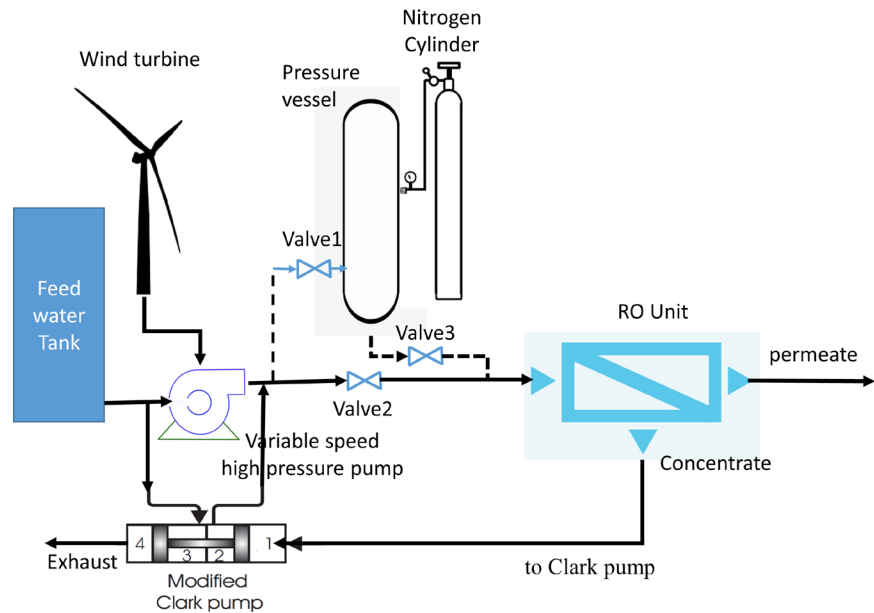 Nitrogen
Cylinder
Wind turbine
Pressure
vessel
Valve1
Feed
water
Tank
Valve3
RO Unit
permeate
Valve2
Variable speed
high pressure pump
Concentrate
4
3
2
1
Exhaust
to Clark pump
Modified
Clark pump